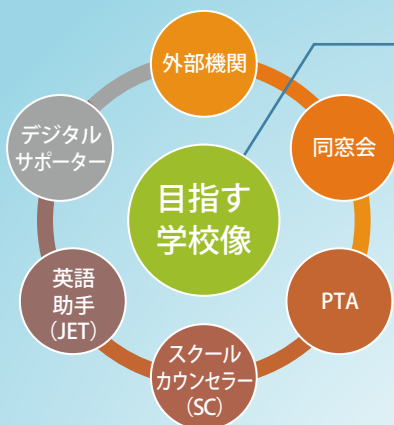 外部機関
同窓会
PTA
スクール
カウンセラー
(SC)
英語
助手
(JET)
デジタル
サポーター
目指す
学校像